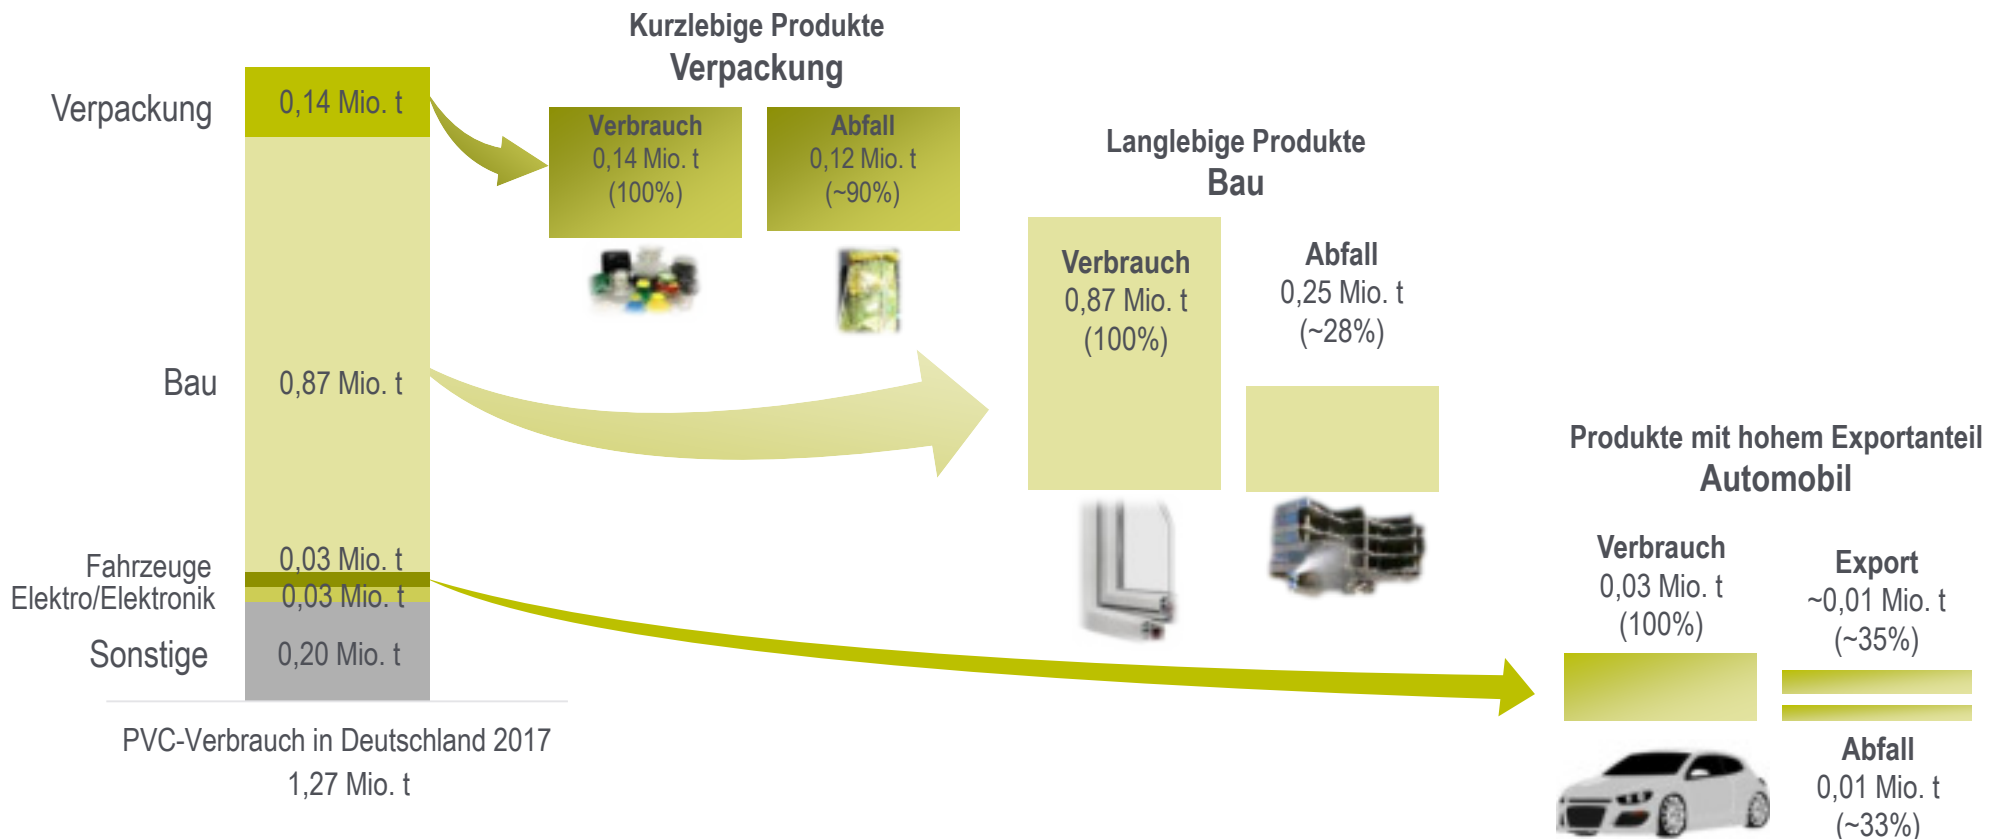 Kurzlebige Produkte
Verpackung
Verpackung
0,14 Mio. t
Verbrauch
0,14 Mio. t
(100%)
Abfall
0,12 Mio. t
(~90%)
Langlebige Produkte
Bau
Verbrauch
0,87 Mio. t
(100%)
Abfall
0,25 Mio. t
(~28%)
Bau
0,87 Mio. t
Produkte mit hohem Exportanteil
Automobil
Fahrzeuge
0,03 Mio. t
Elektro/Elektronik
0,03 Mio. t
Sonstige
0,20 Mio. t
Verbrauch
0,03 Mio. t
(100%)
Export
~0,01 Mio. t
(~35%)
Abfall
0,01 Mio. t
(~33%)
PVC-Verbrauch in Deutschland 2017
1,27 Mio. t